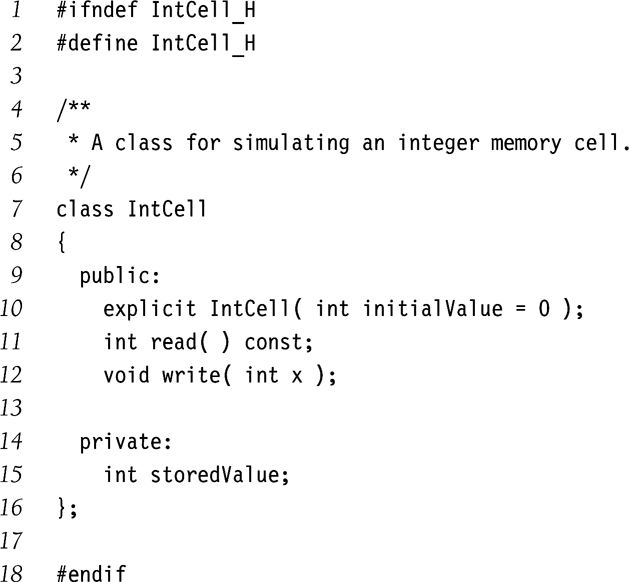 1 #ifndef IntCell_H
2 #define IntCell_H
3
4 /**
5  * A class for simulating an integer memory cell.
6  */
7 class IntCell
8 {
9   public:
10     explicit IntCell( int initialValue = 0 );
11     int read( ) const;
12     void write( int x );
13
14   private:
15     int storedValue;
16 };
17
18 #endif